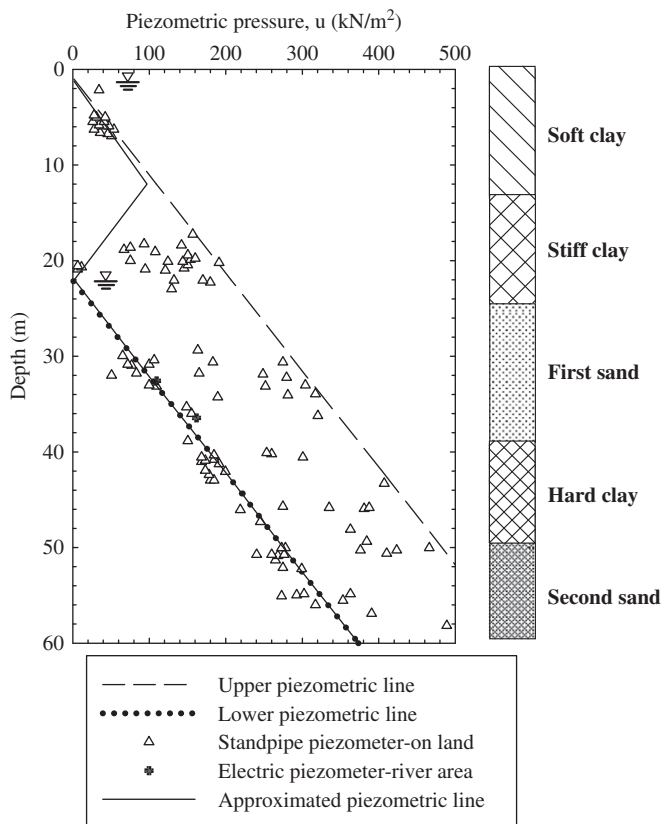 Piezometric pressure, u (kN/m²)
0 100 200 300 400 500
0
10
20
30
40
50
60
Depth (m)
Soft clay
Stiff clay
First sand
Hard clay
Second sand
Upper piezometric line
Lower piezometric line
Standpipe piezometer-on land
Electric piezometer-river area
Approximated piezometric line